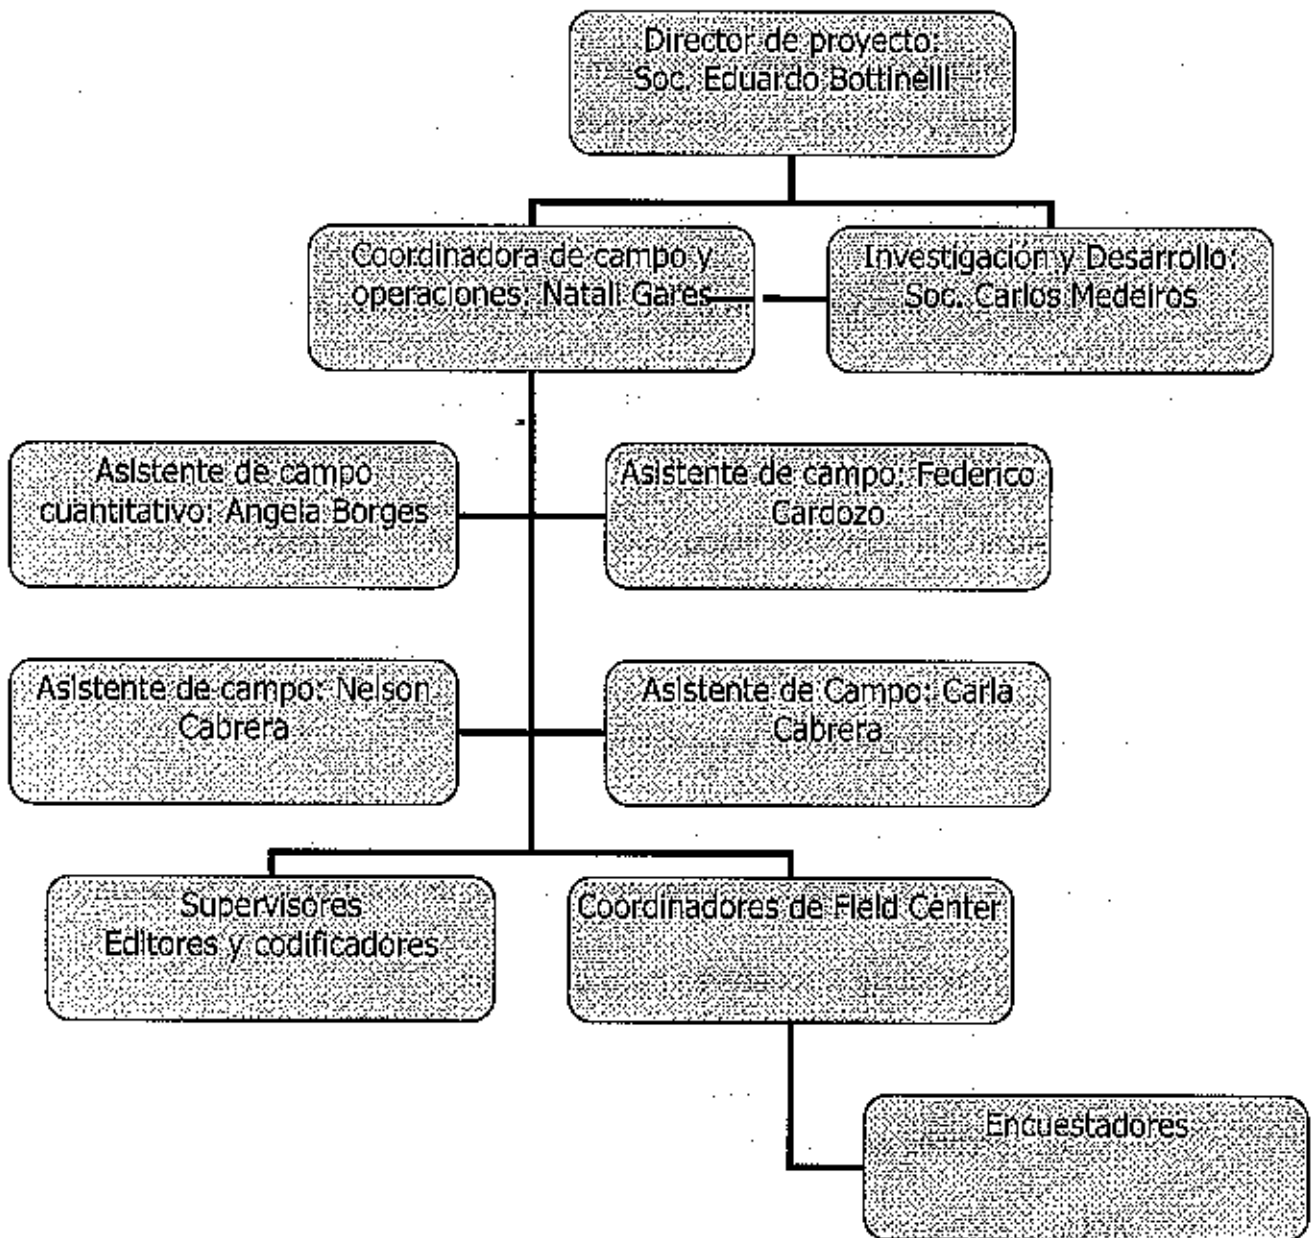 Director de proyecto:
Soc. Eduardo Bottinelli
Coordinadora de campo y
operaciones: Natali Gares
Investigación y Desarrollo:
Soc. Carlos Medeiros
Asistente de campo
cuantitativo: Angela Borges
Asistente de campo: Federico
Cardozo
Asistente de campo: Nelson
Cabrera
Asistente de Campo: Carla
Cabrera
Supervisores
Editores y codificadores
Coordinadores de Field Center
Encuestadores